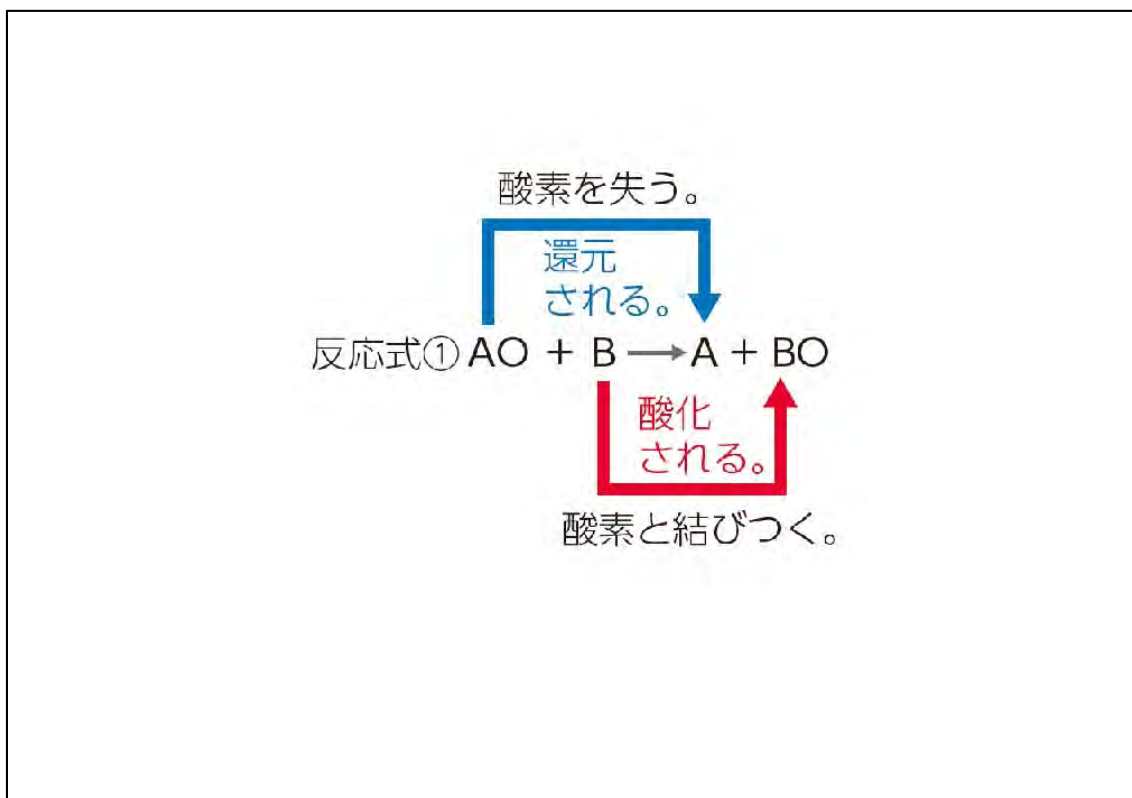 酸素を失う。
還元
される。
反応式① AO + B → A + BO
酸化
される。
酸素と結びつく。